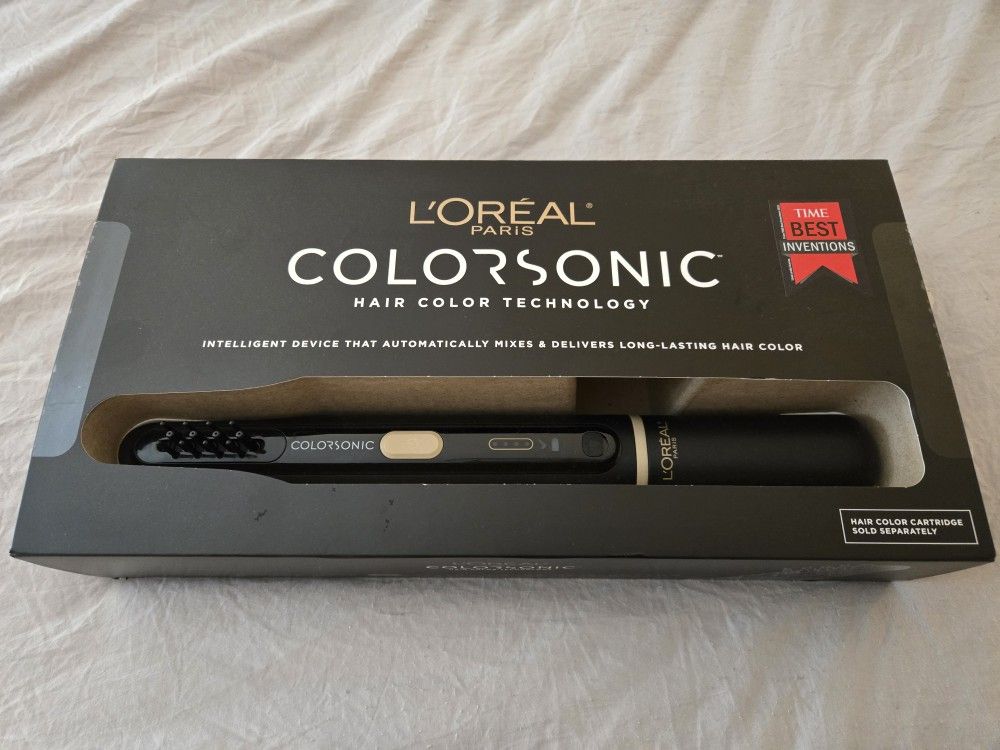 L'ORÉAL®
PARIS
COLORSONIC™
HAIR COLOR TECHNOLOGY
TIME
BEST
INVENTIONS
INTELLIGENT DEVICE THAT AUTOMATICALLY MIXES & DELIVERS LONG-LASTING HAIR COLOR
COLORSONIC
L'ORÉAL
PARIS
HAIR COLOR CARTRIDGE
SOLD SEPARATELY
COLORSONIC